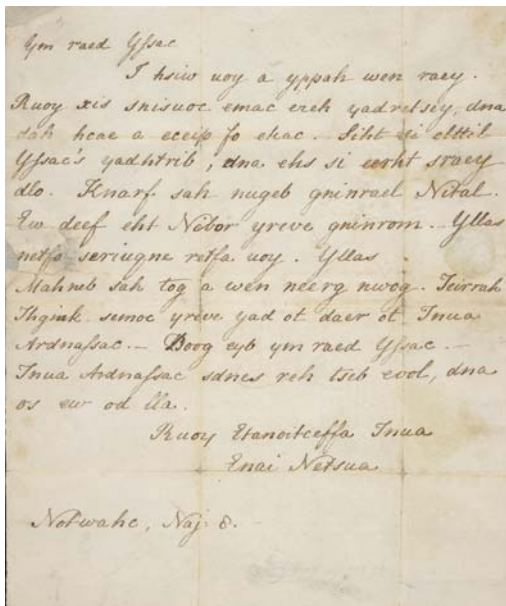 Ym raed Yssac
I hsiw uoy a yppah wen raey.
Ruoy xis snisuoc emac ereh yadretsey, dna
dah hcae a eceip fo ekac. Siht si elttil
Yssac's yadhtrib, dna ehs si eerht sraey
dlo. Knarf sah nugeb gninrael Nital.
Ew deef eht Nibor yreve gninrom. Yllas
netfo seriuqne retfa uoy. Yllas
Mahneb sah tog a wen neerg nwog. Teirrah
Thgink semoc yreve yad ot daer ot Tnua
Ardnassac. — Doog eyb ym raed Yssac. —
Tnua Ardnassac sdnes reh tseb evol, dna
os ew od lla.
Ruoy Etanoitceffa Tnua
Enaj Netsua
Notwahc, Naj: 8. —